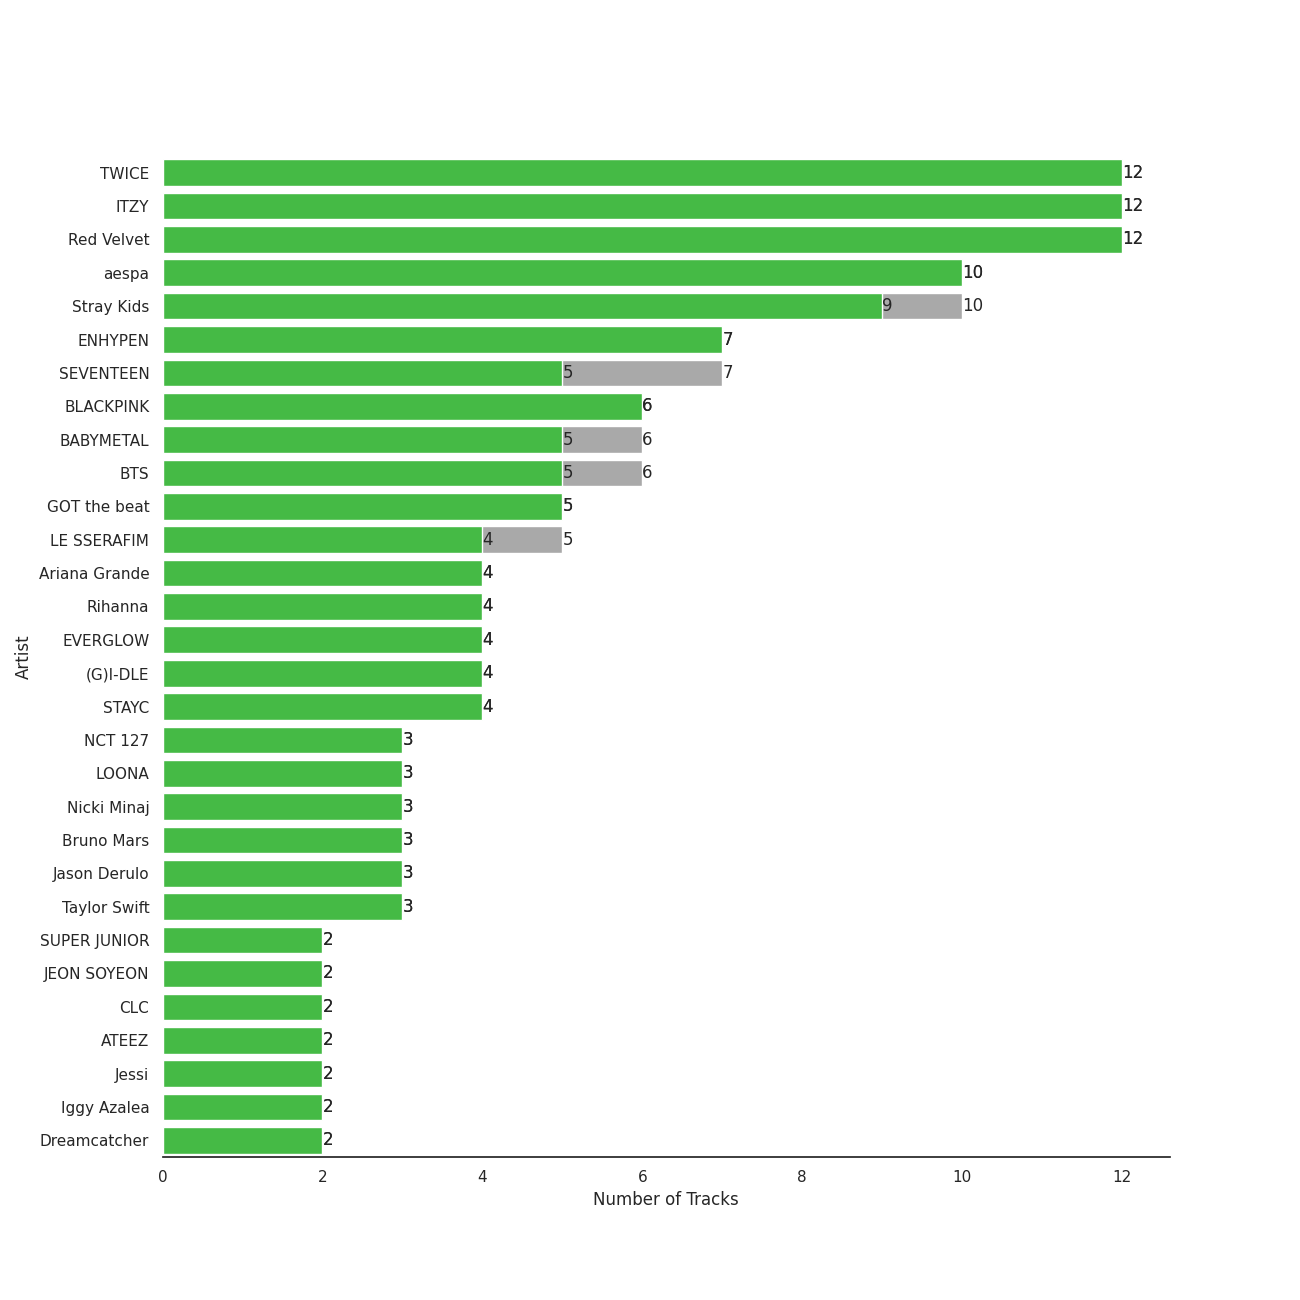 TWICE 12
ITZY 12
Red Velvet 12
aespa 10
Stray Kids 9 10
ENHYPEN 7
SEVENTEEN 5 7
BLACKPINK 6
BABYMETAL 5 6
BTS 5 6
GOT the beat 5
LE SSERAFIM 4 5
Ariana Grande 4
Rihanna 4
EVERGLOW 4
(G)I-DLE 4
STAYC 4
NCT 127 3
LOONA 3
Nicki Minaj 3
Bruno Mars 3
Jason Derulo 3
Taylor Swift 3
SUPER JUNIOR 2
JEON SOYEON 2
CLC 2
ATEEZ 2
Jessi 2
Iggy Azalea 2
Dreamcatcher 2
Artist
0 2 4 6 8 10 12
Number of Tracks